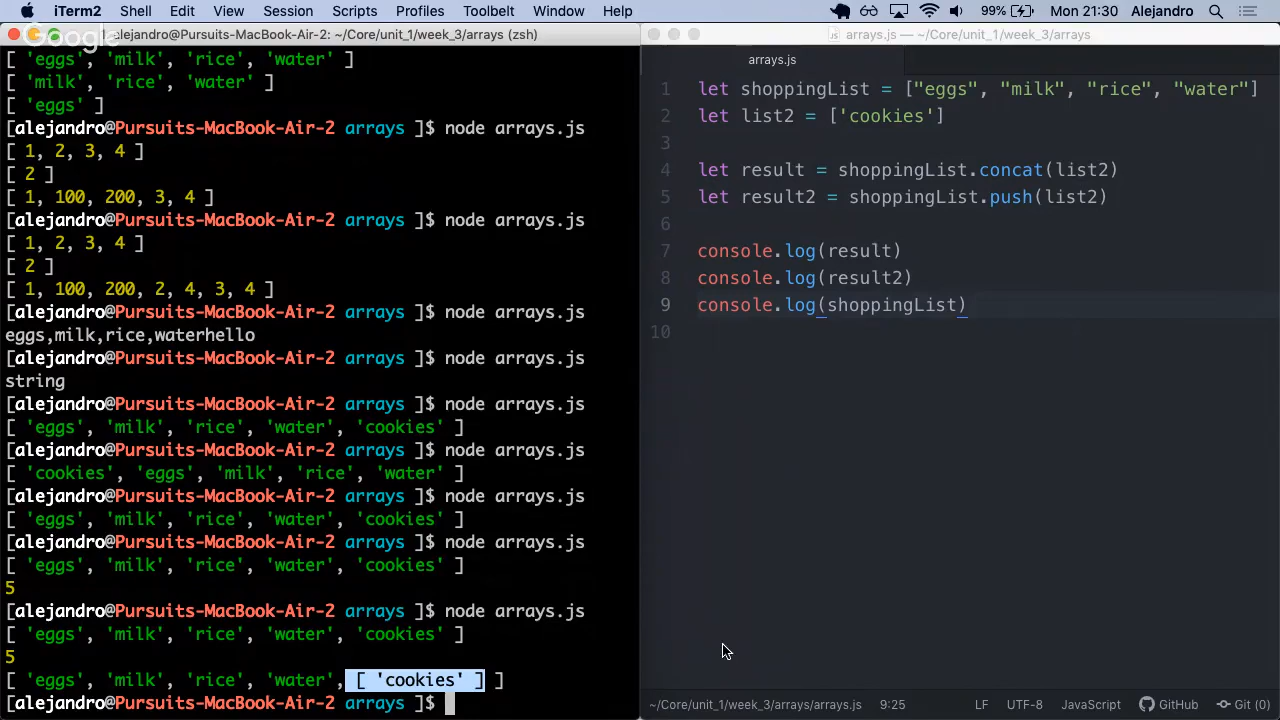 iTerm2 Shell Edit View Session Scripts Profiles Toolbelt Window Help 99% Mon 21:30 Alejandro
Google
alejandro@Pursuits-MacBook-Air-2: ~/Core/unit_1/week_3/arrays (zsh)
[ 'eggs', 'milk', 'rice', 'water' ]
[ 'milk', 'rice', 'water' ]
[ 'eggs' ]
[alejandro@Pursuits-MacBook-Air-2 arrays ]$ node arrays.js
[ 1, 2, 3, 4 ]
[ 2 ]
[ 1, 100, 200, 3, 4 ]
[alejandro@Pursuits-MacBook-Air-2 arrays ]$ node arrays.js
[ 1, 2, 3, 4 ]
[ 2 ]
[ 1, 100, 200, 2, 4, 3, 4 ]
[alejandro@Pursuits-MacBook-Air-2 arrays ]$ node arrays.js
eggs,milk,rice,waterhello
[alejandro@Pursuits-MacBook-Air-2 arrays ]$ node arrays.js
string
[alejandro@Pursuits-MacBook-Air-2 arrays ]$ node arrays.js
[ 'eggs', 'milk', 'rice', 'water', 'cookies' ]
[alejandro@Pursuits-MacBook-Air-2 arrays ]$ node arrays.js
[ 'cookies', 'eggs', 'milk', 'rice', 'water' ]
[alejandro@Pursuits-MacBook-Air-2 arrays ]$ node arrays.js
[ 'eggs', 'milk', 'rice', 'water', 'cookies' ]
[alejandro@Pursuits-MacBook-Air-2 arrays ]$ node arrays.js
[ 'eggs', 'milk', 'rice', 'water', 'cookies' ]
5
[alejandro@Pursuits-MacBook-Air-2 arrays ]$ node arrays.js
[ 'eggs', 'milk', 'rice', 'water', 'cookies' ]
5
[ 'eggs', 'milk', 'rice', 'water', [ 'cookies' ] ]
[alejandro@Pursuits-MacBook-Air-2 arrays ]$
arrays.js — ~/Core/unit_1/week_3/arrays
arrays.js
1 let shoppingList = ["eggs", "milk", "rice", "water"]
2 let list2 = ['cookies']
3
4 let result = shoppingList.concat(list2)
5 let result2 = shoppingList.push(list2)
6
7 console.log(result)
8 console.log(result2)
9 console.log(shoppingList)
10
~/Core/unit_1/week_3/arrays/arrays.js 9:25 LF UTF-8 JavaScript GitHub Git (0)